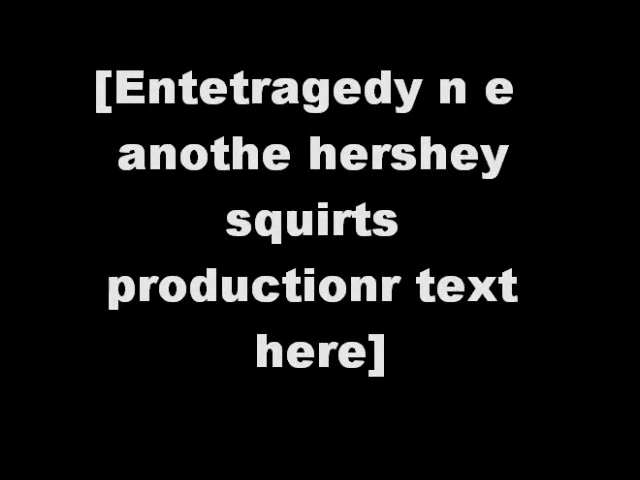 [Entetragedy n e
anothe hershey
squirts
productionr text
here]